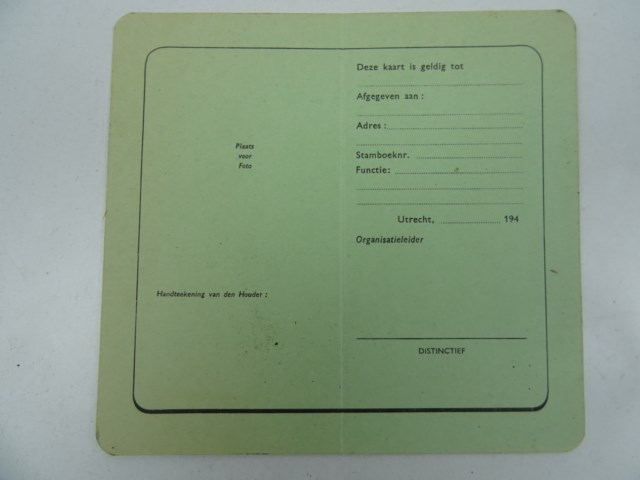 Plaats
voor
Foto
Handteekening van den Houder :
Deze kaart is geldig tot
Afgegeven aan :
Adres :
Stamboeknr.
Functie :
Utrecht, 194
Organisatieleider
DISTINCTIEF